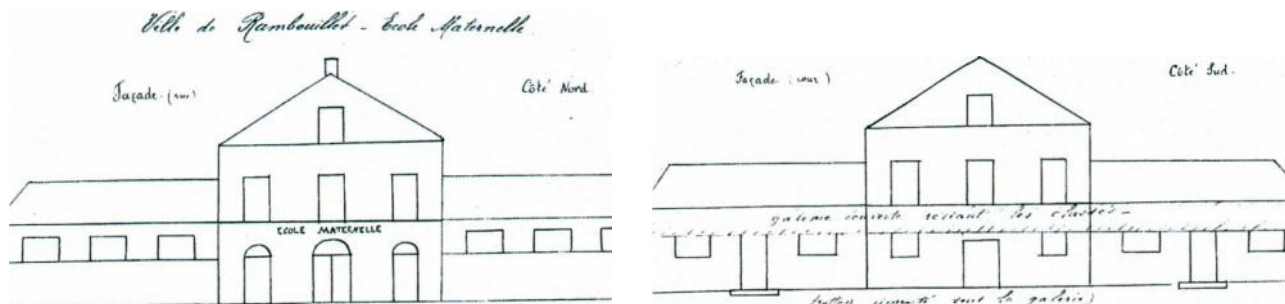 Ville de Rambouillet - Ecole Maternelle
Façade (rue)
Côté Nord
ECOLE MATERNELLE
Façade (cour)
Côté Sud.
galerie couverte reliant les classes -
trottoir cimenté sous la galerie)